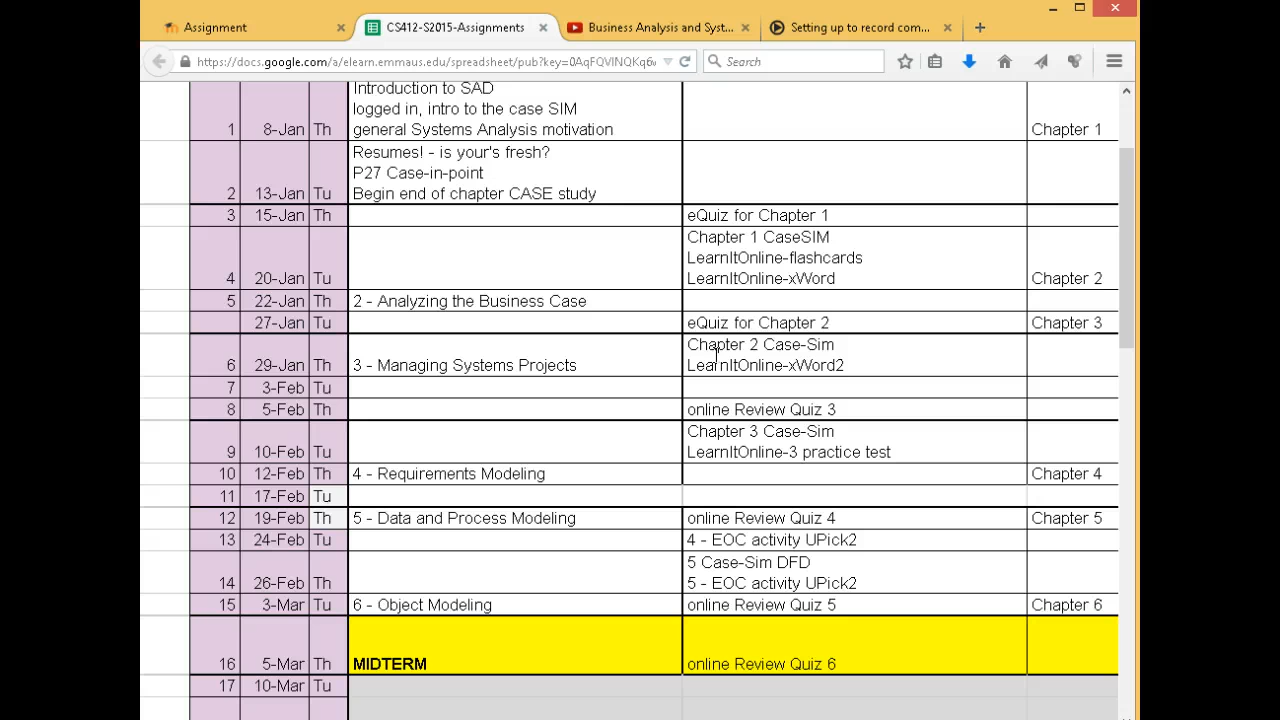 Assignment
CS412-S2015-Assignments
Business Analysis and Syst...
Setting up to record com...
https://docs.google.com/a/elearn.emmaus.du/spreadsheet/pub?key=0AqFQVlNQKq6v
Search
Introduction to SAD
logged in, intro to the case SIM
1 8-Jan Th general Systems Analysis motivation Chapter 1
Resumes! - is your's fresh?
P27 Case-in-point
2 13-Jan Tu Begin end of chapter CASE study
3 15-Jan Th eQuiz for Chapter 1
Chapter 1 CaseSIM
LearnItOnline-flashcards
4 20-Jan Tu LearnItOnline-xWord Chapter 2
5 22-Jan Th 2 - Analyzing the Business Case
27-Jan Tu eQuiz for Chapter 2 Chapter 3
Chapter 2 Case-Sim
6 29-Jan Th 3 - Managing Systems Projects LearnItOnline-xWord2
7 3-Feb Tu
8 5-Feb Th online Review Quiz 3
Chapter 3 Case-Sim
9 10-Feb Tu LearnItOnline-3 practice test
10 12-Feb Th 4 - Requirements Modeling Chapter 4
11 17-Feb Tu
12 19-Feb Th 5 - Data and Process Modeling online Review Quiz 4 Chapter 5
13 24-Feb Tu 4 - EOC activity UPick2
5 Case-Sim DFD
14 26-Feb Th 5 - EOC activity UPick2
15 3-Mar Tu 6 - Object Modeling online Review Quiz 5 Chapter 6
16 5-Mar Th MIDTERM online Review Quiz 6
17 10-Mar Tu